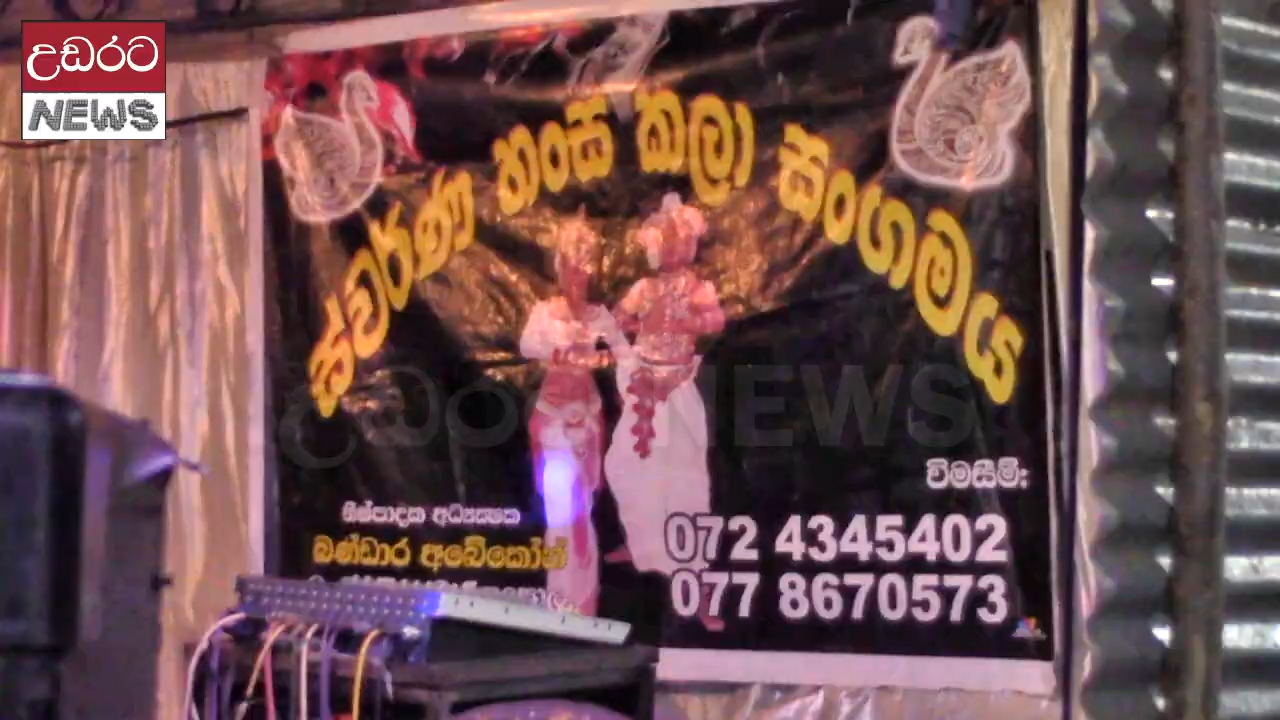 උඩරට
NEWS
ස්වර්ණ හංස කලා සංගමය
විමසීම්:
නිෂ්පාදක අධ්‍යක්ෂක
072 4345402
බණ්ඩාර අබේකෝන්
077 8670573